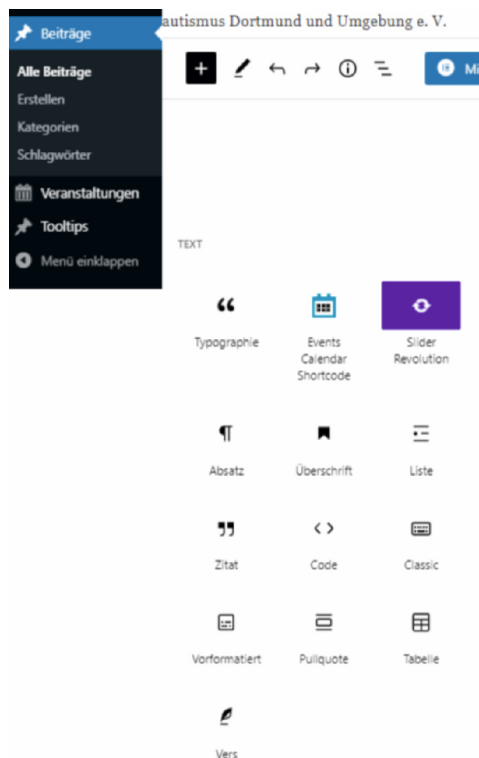 autismus Dortmund und Umgebung e. V.
Beiträge
Alle Beiträge
Erstellen
Kategorien
Schlagwörter
Veranstaltungen
Tooltips
Menü einklappen
Mi
TEXT
Typographie
Events
Calendar
Shortcode
Slider
Revolution
Absatz
Überschrift
Liste
Zitat
Code
Classic
Vorformatiert
Pullquote
Tabelle
Vers